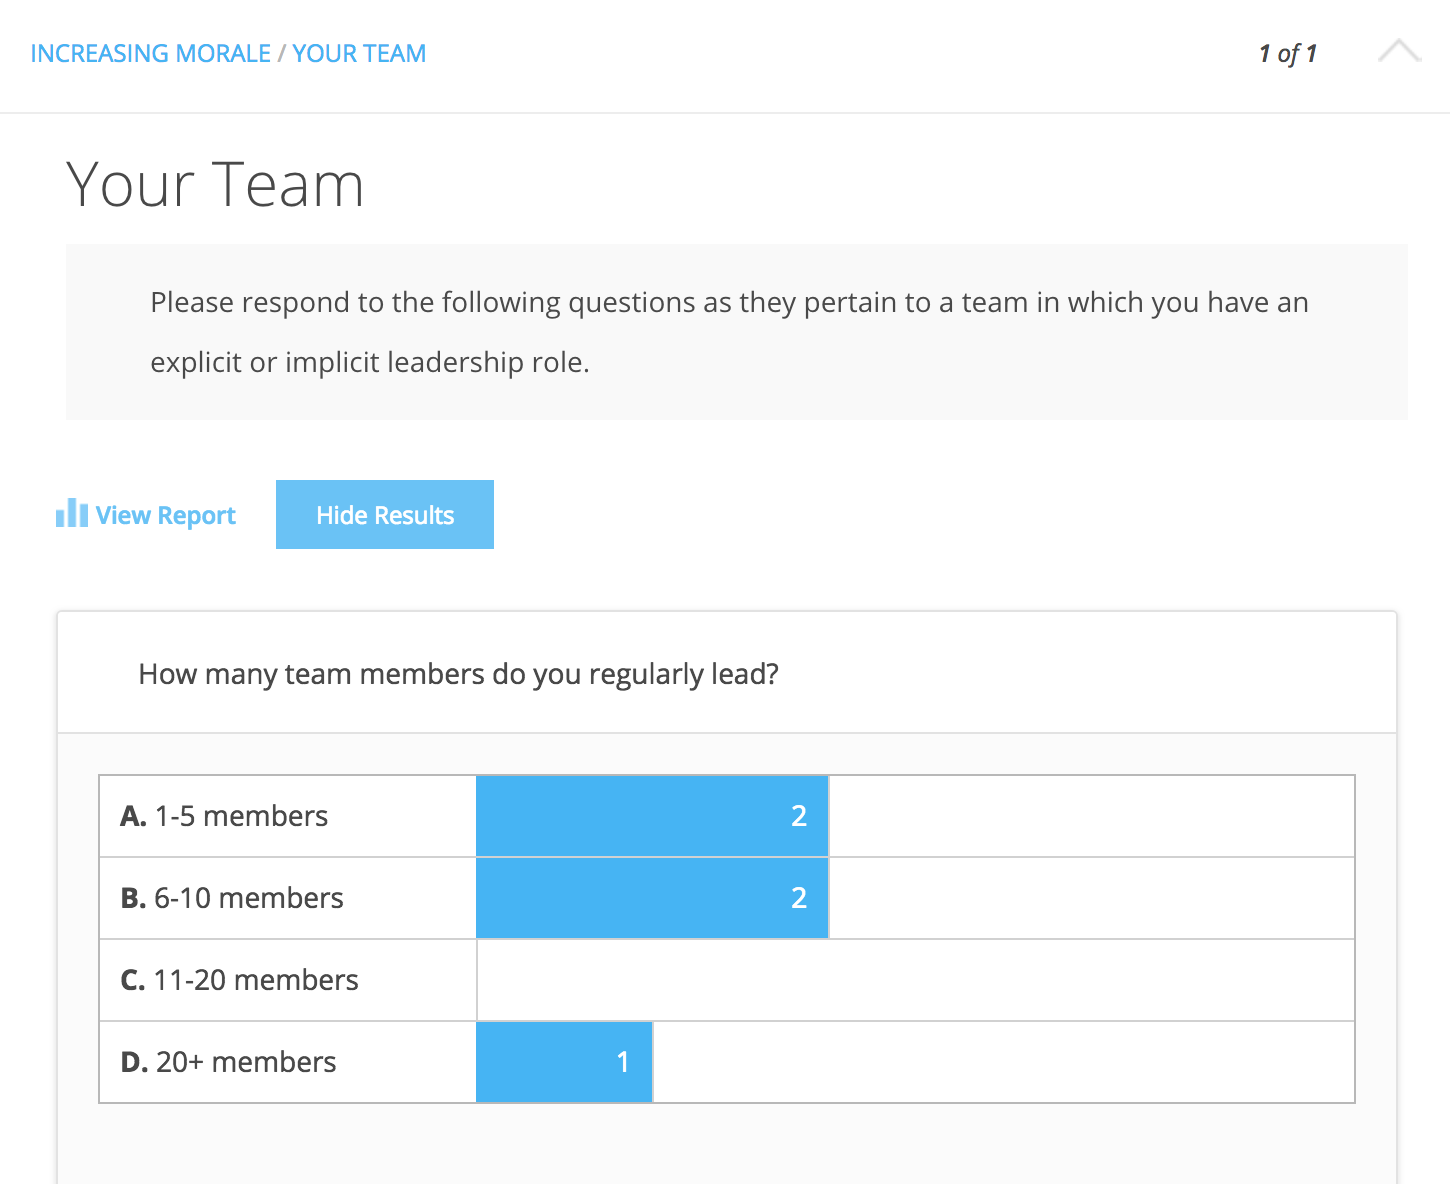 INCREASING MORALE / YOUR TEAM
1 of 1
Your Team
Please respond to the following questions as they pertain to a team in which you have an
explicit or implicit leadership role.
View Report
Hide Results
How many team members do you regularly lead?
A. 1-5 members 2
B. 6-10 members 2
C. 11-20 members
D. 20+ members 1